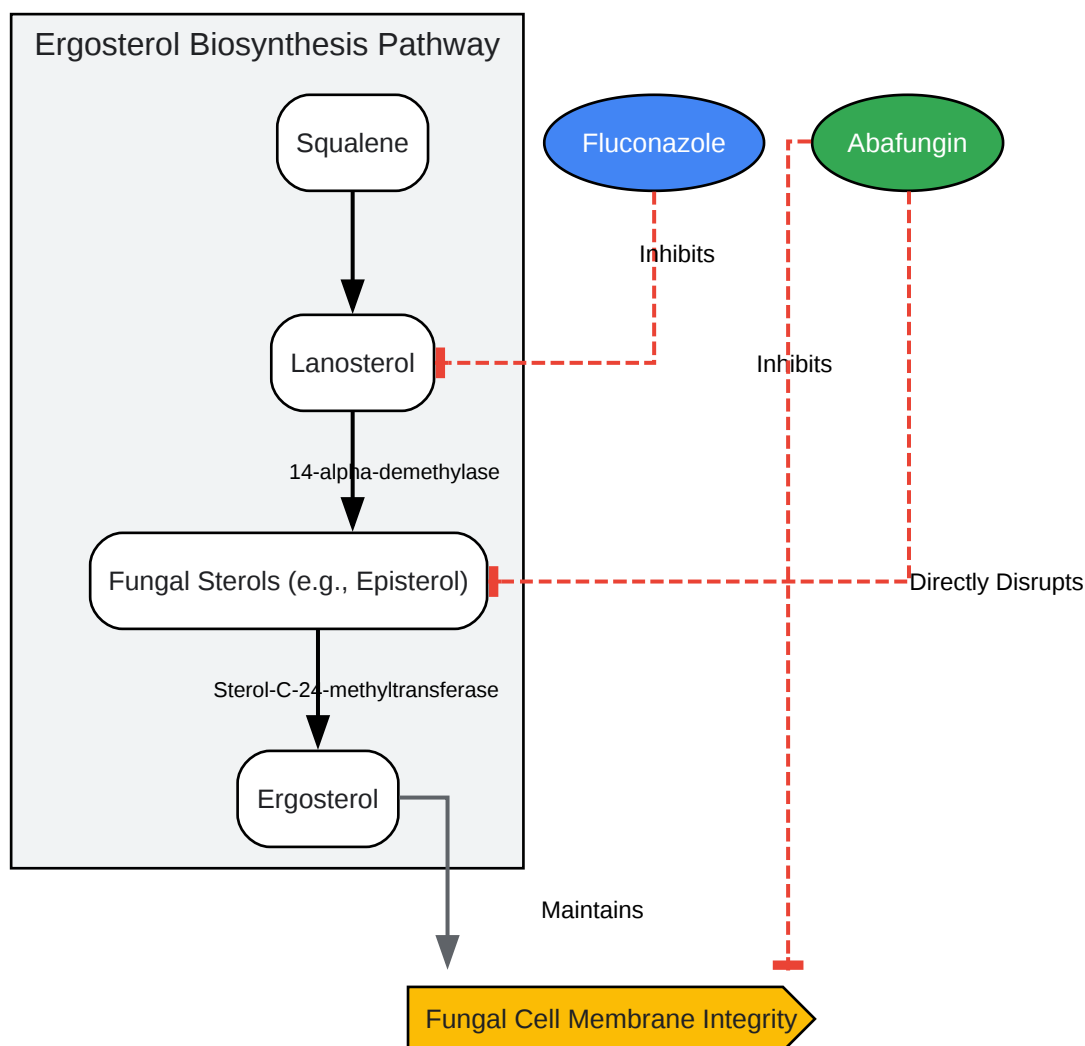 Ergosterol Biosynthesis Pathway
Squalene
Fluconazole
Abafungin
Inhibits
Lanosterol
Inhibits
14-alpha-demethylase
Fungal Sterols (e.g., Episterol)
Directly Disrupts
Sterol-C-24-methyltransferase
Ergosterol
Maintains
Fungal Cell Membrane Integrity